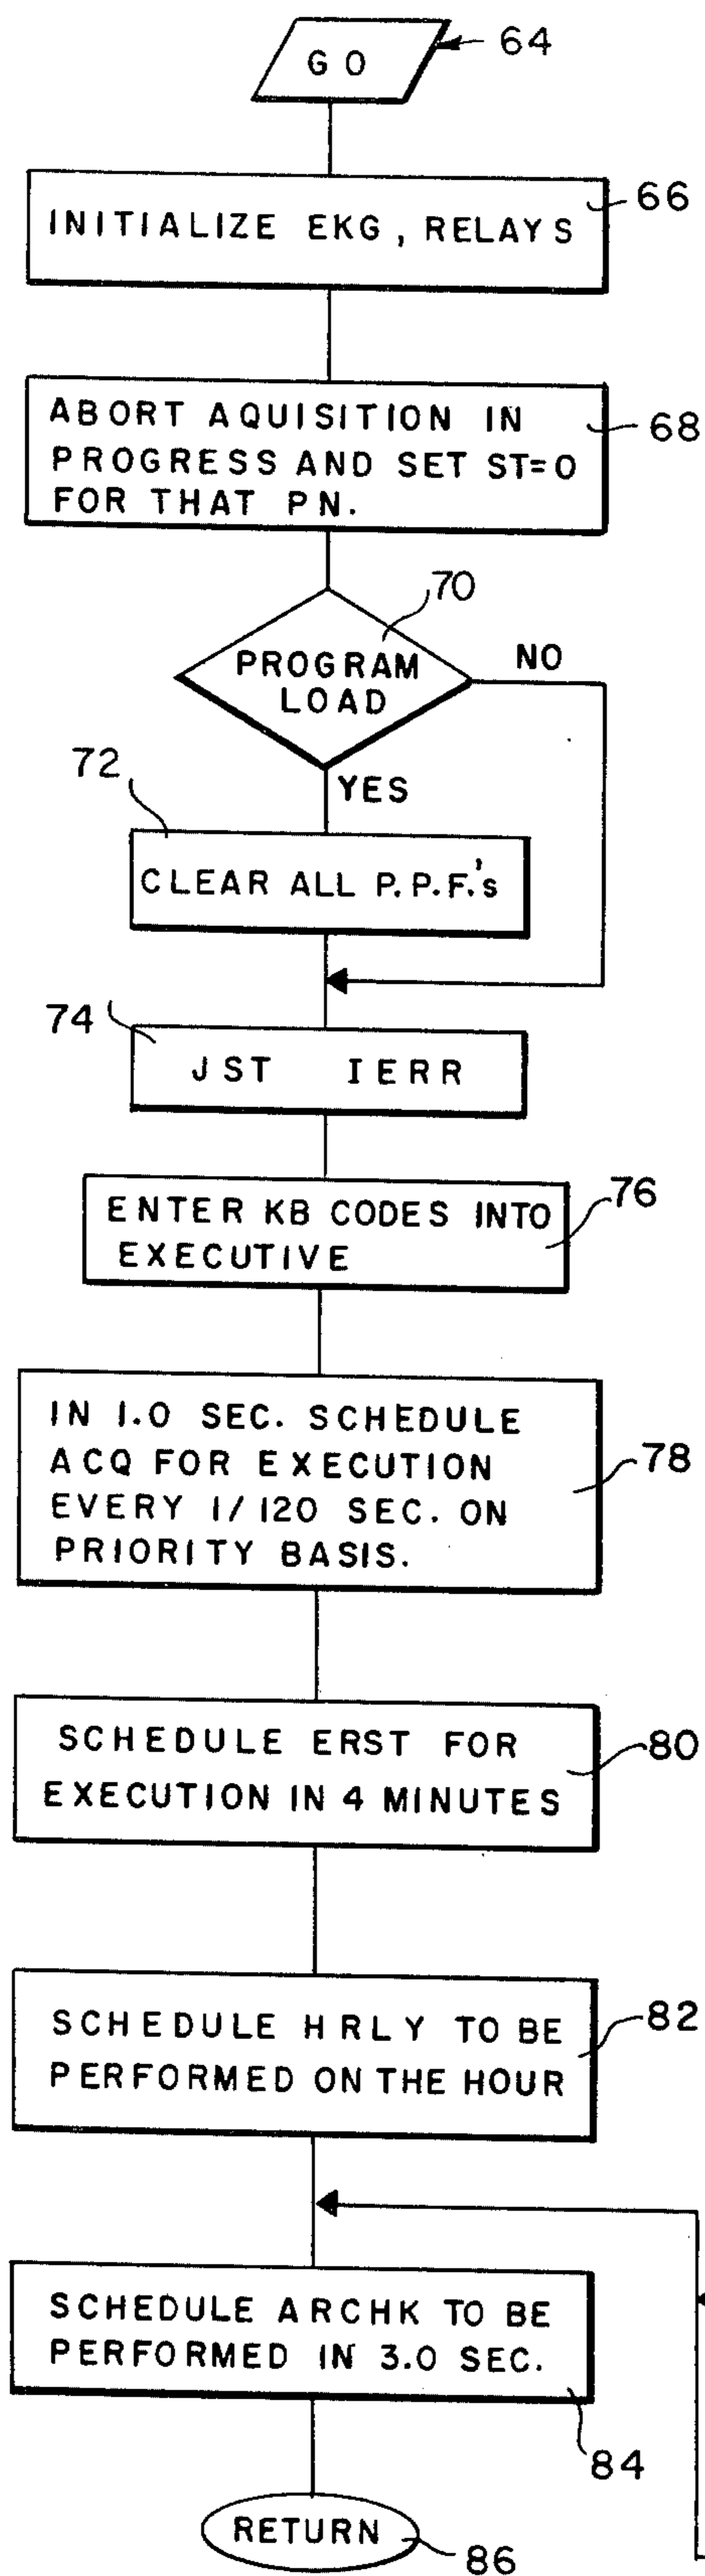 GO
64
INITIALIZE EKG, RELAYS
66
ABORT AQUISITION IN
PROGRESS AND SET ST=0
FOR THAT PN.
68
70
PROGRAM
LOAD
NO
YES
72
CLEAR ALL P.P.F.'s
74
JST IERR
ENTER KB CODES INTO
EXECUTIVE
76
IN 1.0 SEC. SCHEDULE
ACQ FOR EXECUTION
EVERY 1/120 SEC. ON
PRIORITY BASIS.
78
SCHEDULE ERST FOR
EXECUTION IN 4 MINUTES
80
SCHEDULE HRLY TO BE
PERFORMED ON THE HOUR
82
SCHEDULE ARCHK TO BE
PERFORMED IN 3.0 SEC.
84
RETURN
86